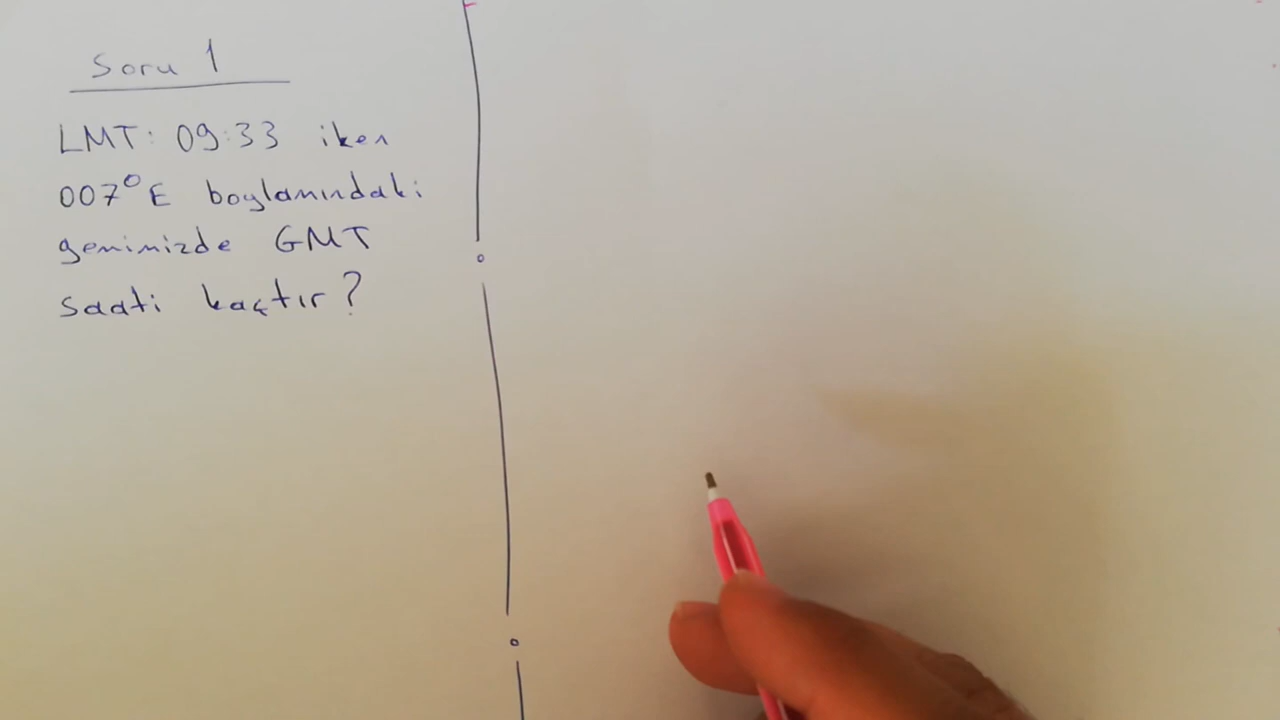 Soru 1
LMT: 09:33 iken
007°E boylamındaki
gemimizde GMT
saati kaçtır?